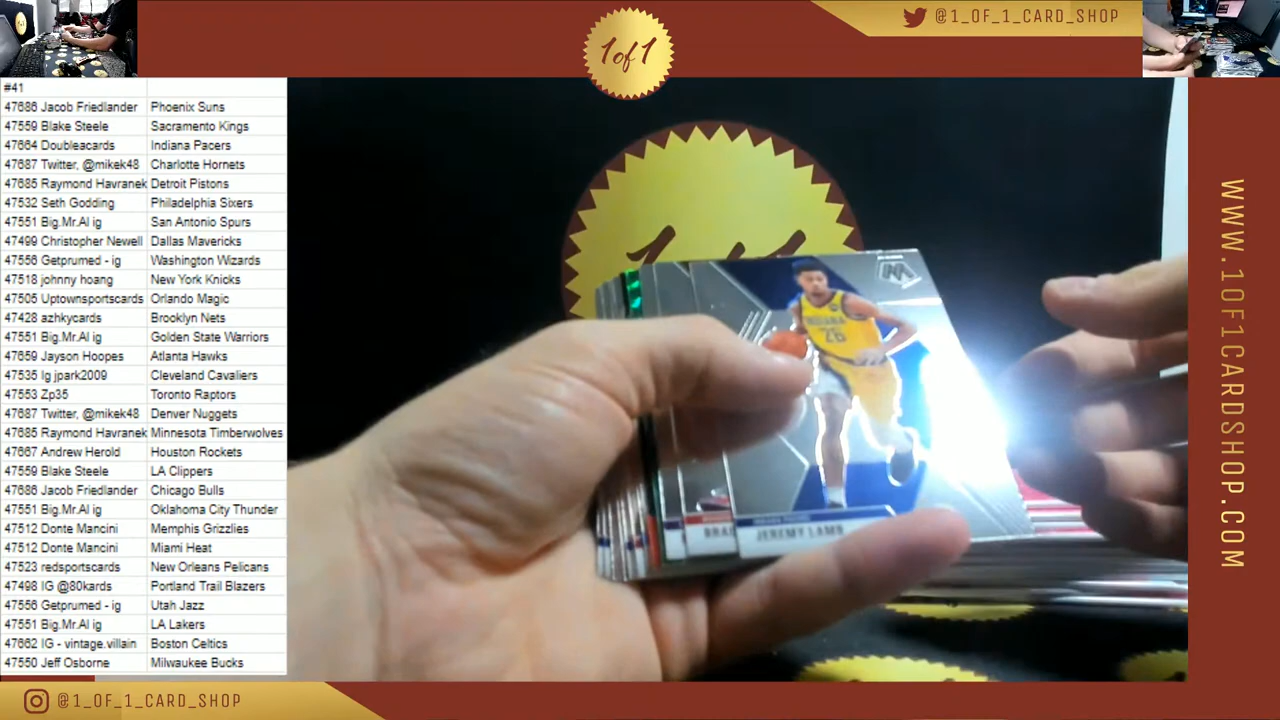 1 of 1
@1_OF_1_CARD_SHOP
#41
47686 Jacob Friedlander Phoenix Suns
47559 Blake Steele Sacramento Kings
47664 Doubleacards Indiana Pacers
47687 Twitter, @mikek48 Charlotte Hornets
47685 Raymond Havranek Detroit Pistons
47532 Seth Godding Philadelphia Sixers
47551 Big.Mr.Al ig San Antonio Spurs
47499 Christopher Newell Dallas Mavericks
47556 Getprumed - ig Washington Wizards
47518 johnny hoang New York Knicks
47505 Uptownsportscards Orlando Magic
47428 azhkycards Brooklyn Nets
47551 Big.Mr.Al ig Golden State Warriors
47659 Jayson Hoopes Atlanta Hawks
47535 Ig jpark2009 Cleveland Cavaliers
47553 Zp35 Toronto Raptors
47687 Twitter, @mikek48 Denver Nuggets
47685 Raymond Havranek Minnesota Timberwolves
47667 Andrew Herold Houston Rockets
47559 Blake Steele LA Clippers
47686 Jacob Friedlander Chicago Bulls
47551 Big.Mr.Al ig Oklahoma City Thunder
47512 Donte Mancini Memphis Grizzlies
47512 Donte Mancini Miami Heat
47523 redsportscards New Orleans Pelicans
47498 IG @80kards Portland Trail Blazers
47556 Getprumed - ig Utah Jazz
47551 Big.Mr.Al ig LA Lakers
47662 IG - vintage.villain Boston Celtics
47550 Jeff Osborne Milwaukee Bucks
INDIANA
26
BRAD
JEREMY LAMB
WWW.1OF1CARDSHOP.COM
@1_OF_1_CARD_SHOP